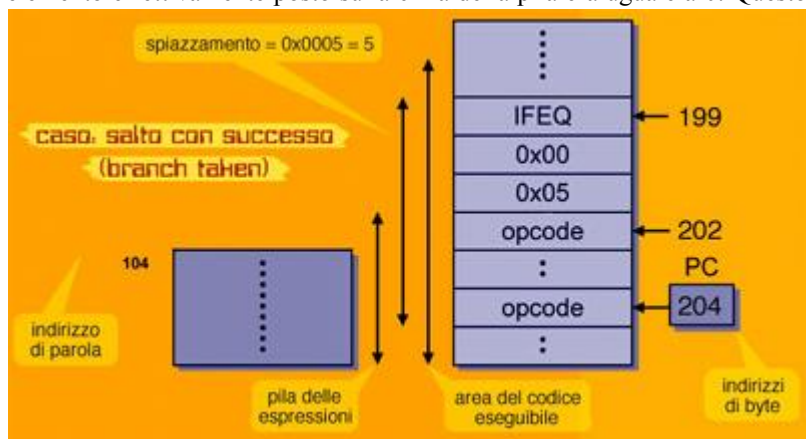 spiazzamento = 0x0005 = 5
caso: salto con successo
(branch taken)
IFEQ
199
0x00
0x05
opcode
202
PC
104
opcode
204
indirizzo
di parola
pila delle
espressioni
area del codice
eseguibile
indirizzi
di byte